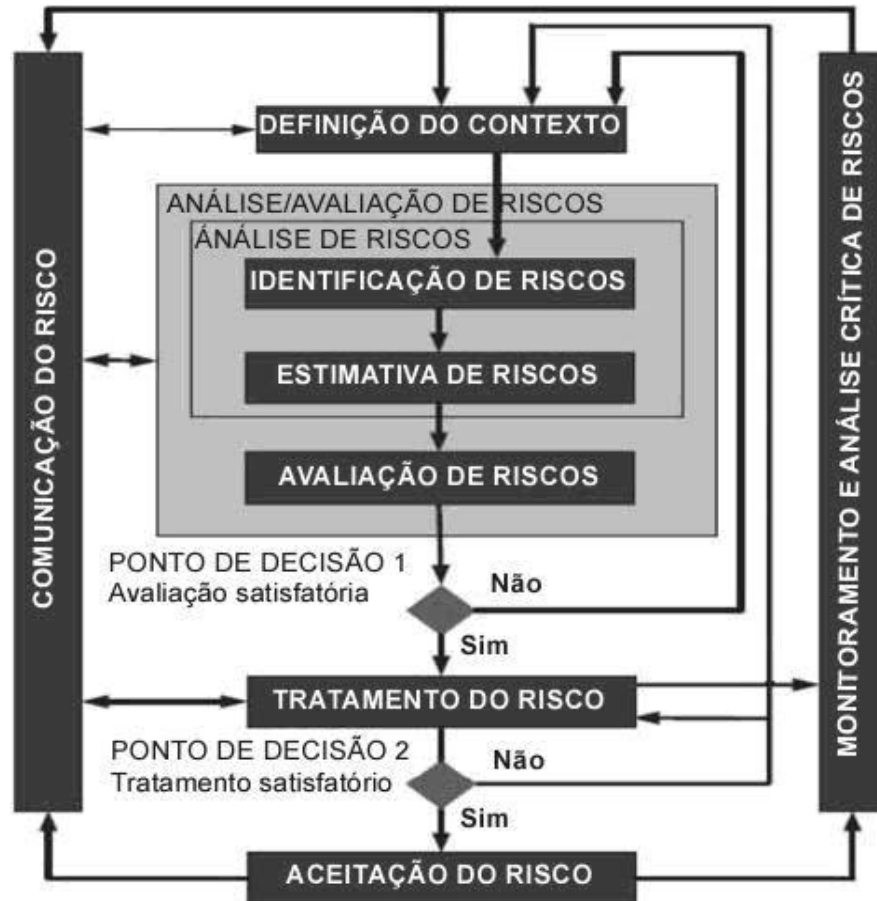 DEFINIÇÃO DO CONTEXTO
ANÁLISE/AVALIAÇÃO DE RISCOS
ÁNÁLISE DE RISCOS
IDENTIFICAÇÃO DE RISCOS
ESTIMATIVA DE RISCOS
AVALIAÇÃO DE RISCOS
PONTO DE DECISÃO 1
Avaliação satisfatória
Não
Sim
TRATAMENTO DO RISCO
PONTO DE DECISÃO 2
Tratamento satisfatório
Não
Sim
ACEITAÇÃO DO RISCO
COMUNICAÇÃO DO RISCO
MONITORAMENTO E ANÁLISE CRÍTICA DE RISCOS